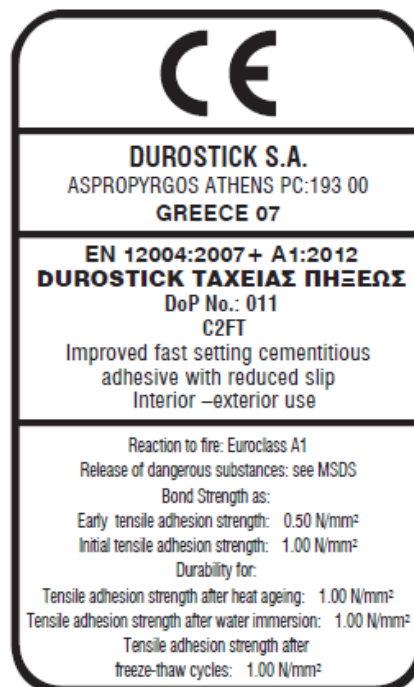 CE
DUROSTICK S.A.
ASPROPYRGOS ATHENS PC:193 00
GREECE 07
EN 12004:2007+ A1:2012
DUROSTICK ΤΑΧΕΙΑΣ ΠΗΞΕΩΣ
DoP No.: 011
C2FT
Improved fast setting cementitious
adhesive with reduced slip
Interior –exterior use
Reaction to fire: Euroclass A1
Release of dangerous substances: see MSDS
Bond Strength as:
Early tensile adhesion strength: 0.50 N/mm²
Initial tensile adhesion strength: 1.00 N/mm²
Durability for:
Tensile adhesion strength after heat ageing: 1.00 N/mm²
Tensile adhesion strength after water immersion: 1.00 N/mm²
Tensile adhesion strength after
freeze-thaw cycles: 1.00 N/mm²